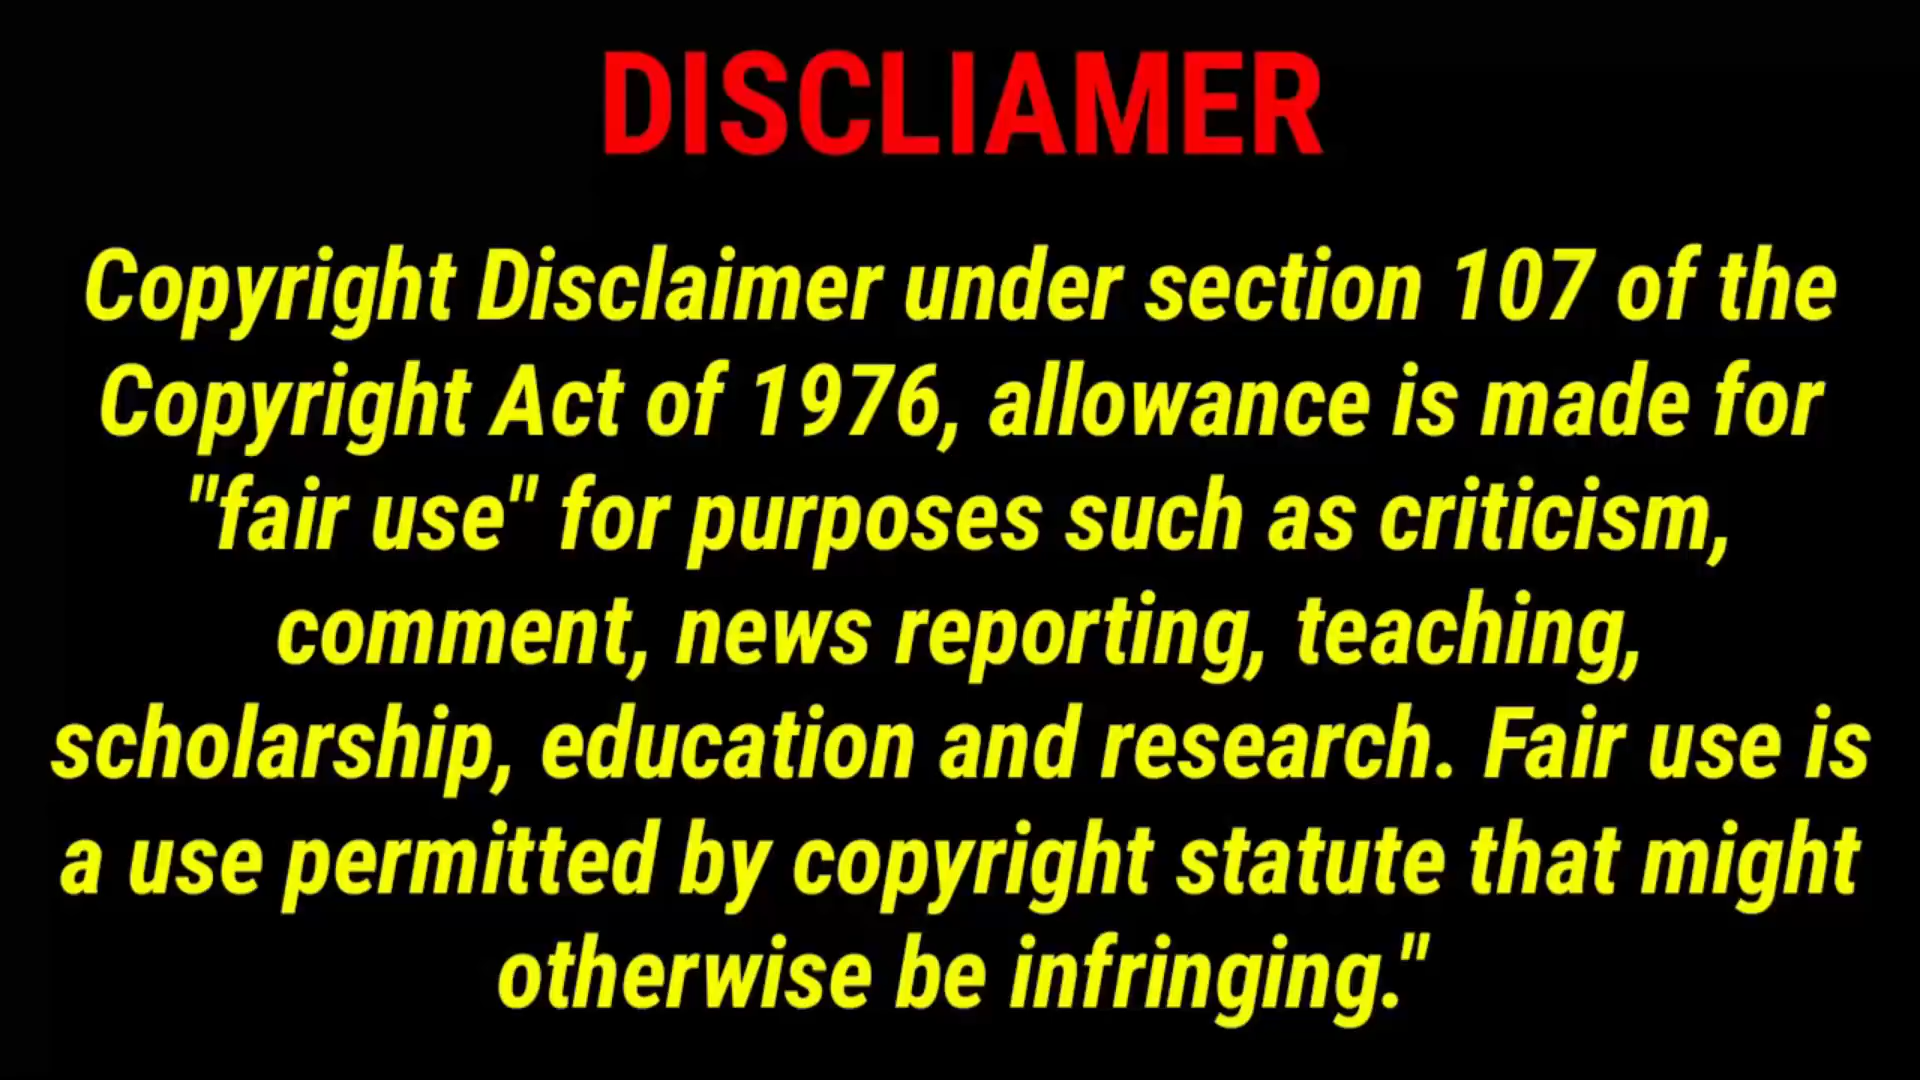 DISCLIAMER
Copyright Disclaimer under section 107 of the
Copyright Act of 1976, allowance is made for
"fair use" for purposes such as criticism,
comment, news reporting, teaching,
scholarship, education and research. Fair use is
a use permitted by copyright statute that might
otherwise be infringing."